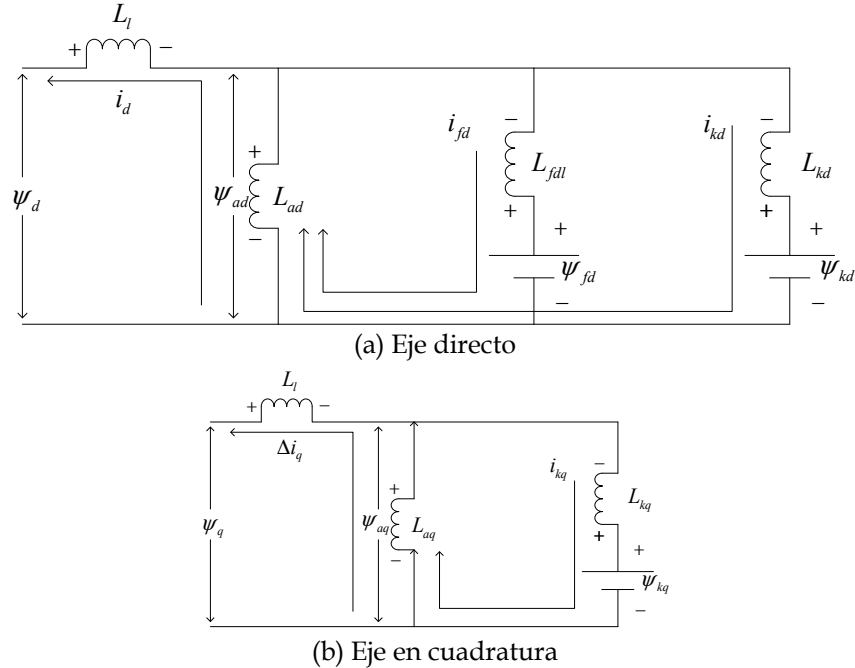 L_l
+ −
i_d
ψ_d
ψ_ad
+
L_ad
−
i_fd
−
L_fdl
+
+
ψ_fd
−
i_kd
−
L_kd
+
+
ψ_kd
−
(a) Eje directo
L_l
+ −
Δi_q
ψ_q
ψ_aq
+
L_aq
−
i_kq
−
L_kq
+
+
ψ_kq
−
(b) Eje en cuadratura